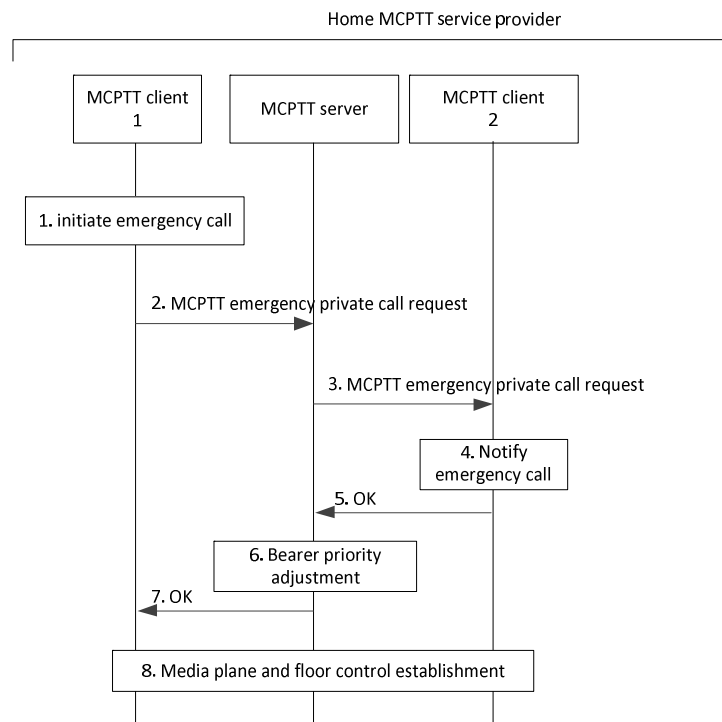 Home MCPTT service provider
MCPTT client
1
MCPTT server
MCPTT client
2
1. initiate emergency call
2. MCPTT emergency private call request
3. MCPTT emergency private call request
4. Notify
emergency call
5. OK
6. Bearer priority
adjustment
7. OK
8. Media plane and floor control establishment